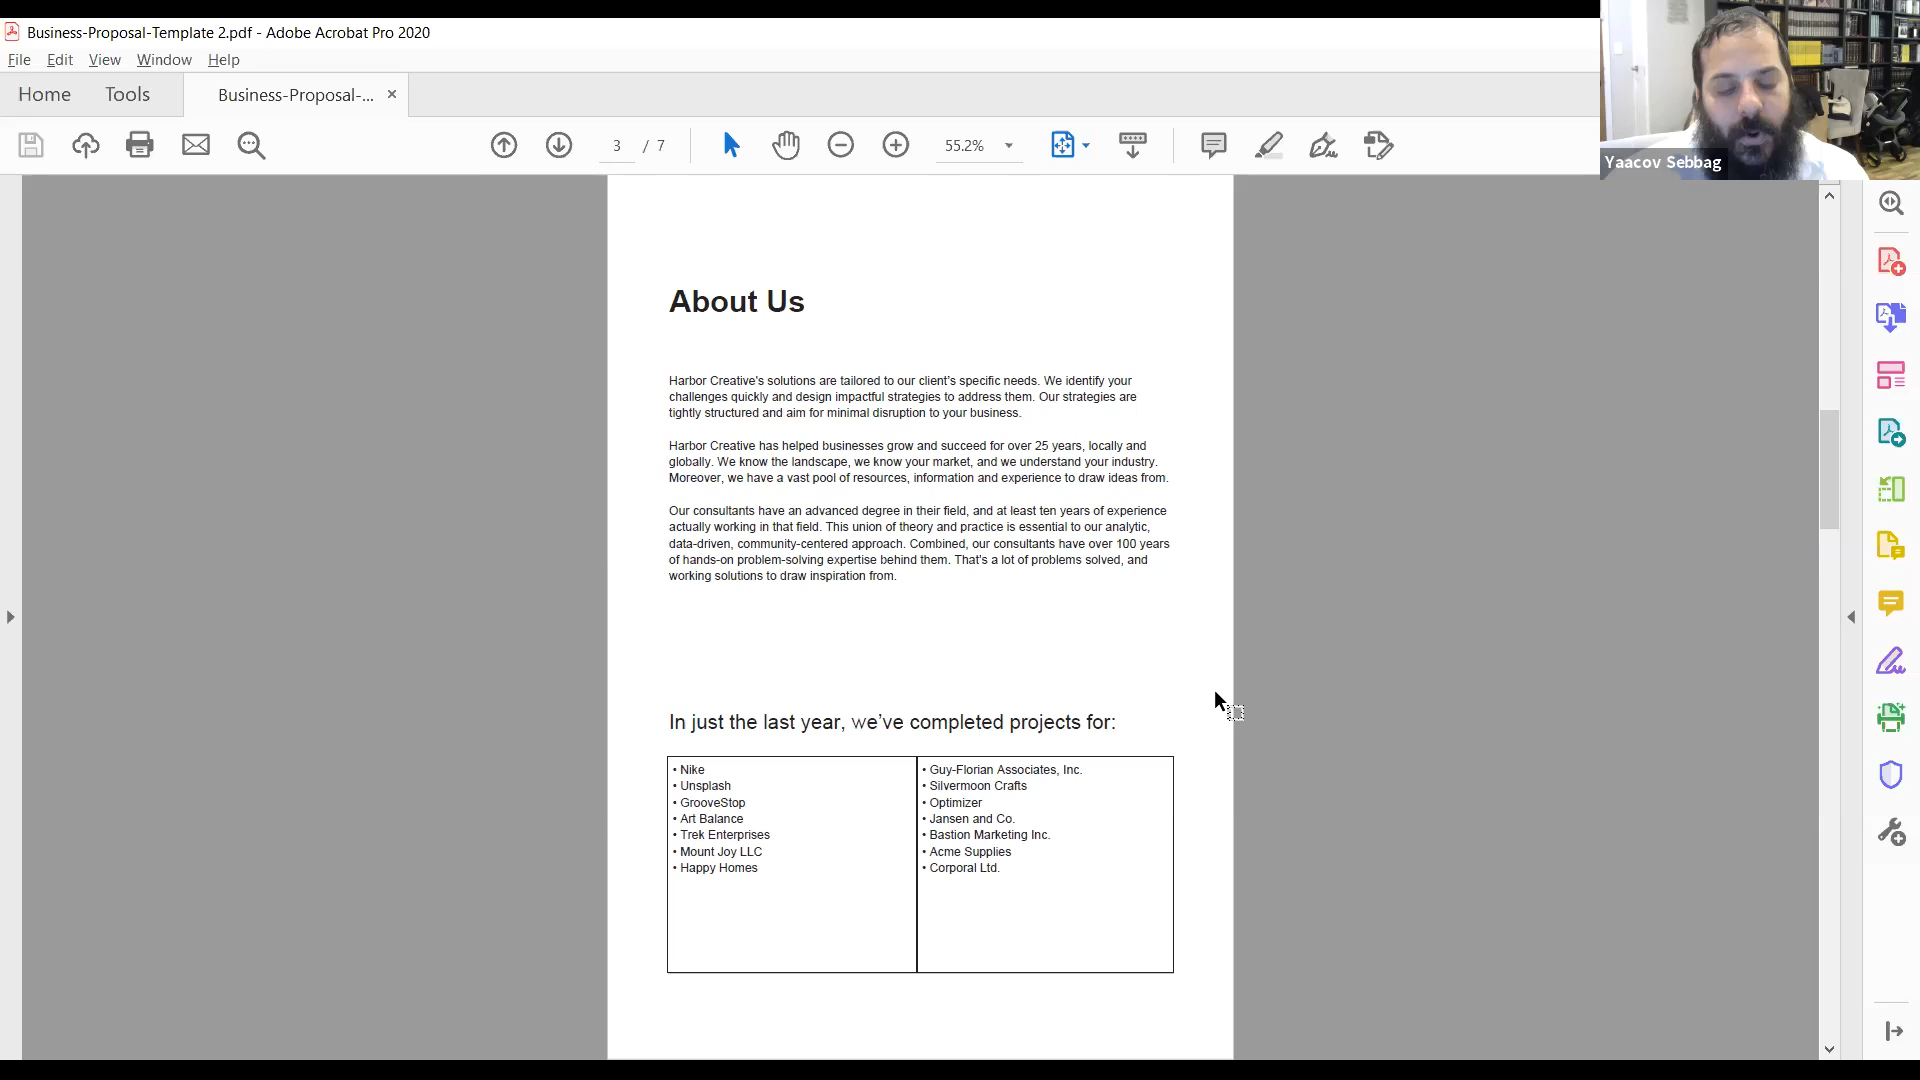 Business-Proposal-Template 2.pdf - Adobe Acrobat Pro 2020
File Edit View Window Help
Home Tools Business-Proposal-... ×
3 / 7 55.2%
Yaacov Sebbag
About Us
Harbor Creative's solutions are tailored to our client's specific needs. We identify your
challenges quickly and design impactful strategies to address them. Our strategies are
tightly structured and aim for minimal disruption to your business.
Harbor Creative has helped businesses grow and succeed for over 25 years, locally and
globally. We know the landscape, we know your market, and we understand your industry.
Moreover, we have a vast pool of resources, information and experience to draw ideas from.
Our consultants have an advanced degree in their field, and at least ten years of experience
actually working in that field. This union of theory and practice is essential to our analytic,
data-driven, community-centered approach. Combined, our consultants have over 100 years
of hands-on problem-solving expertise behind them. That's a lot of problems solved, and
working solutions to draw inspiration from.
In just the last year, we've completed projects for:
• Nike
• Unsplash
• GrooveStop
• Art Balance
• Trek Enterprises
• Mount Joy LLC
• Happy Homes
• Guy-Florian Associates, Inc.
• Silvermoon Crafts
• Optimizer
• Jansen and Co.
• Bastion Marketing Inc.
• Acme Supplies
• Corporal Ltd.